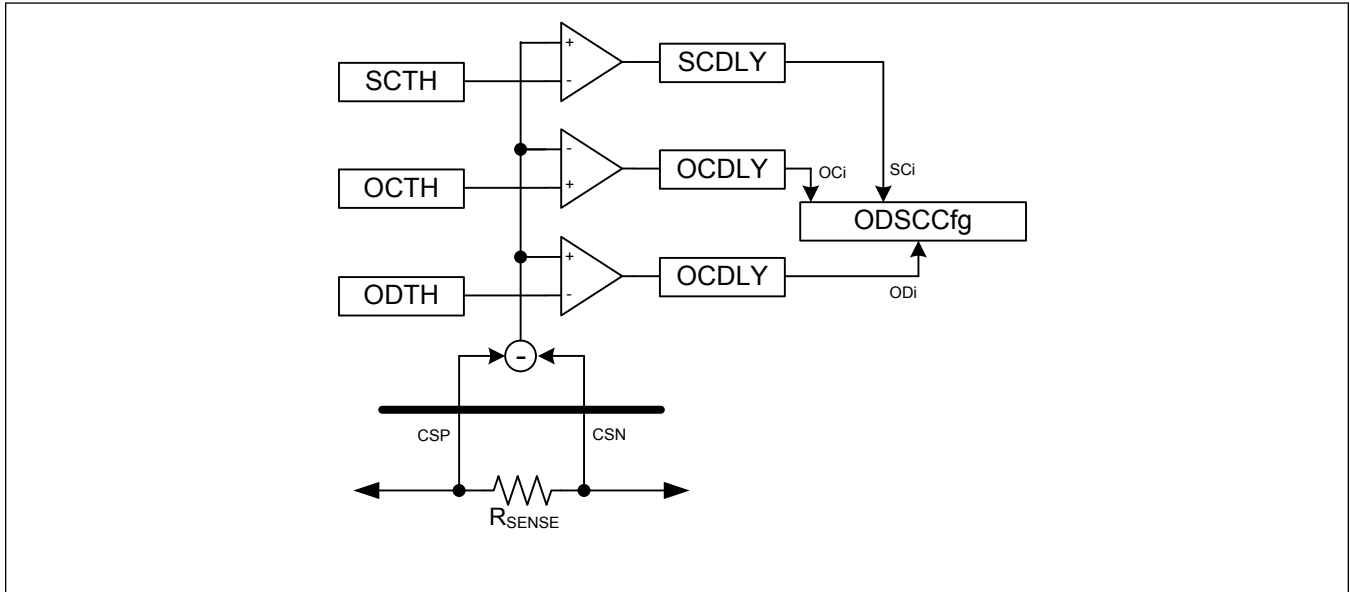 +
SCDLY
SCTH
-
-
OCDLY
OCi
SCi
OCTH
+
ODSCCfg
+
OCDLY
ODTH
-
ODi
-
CSP
CSN
RSENSE